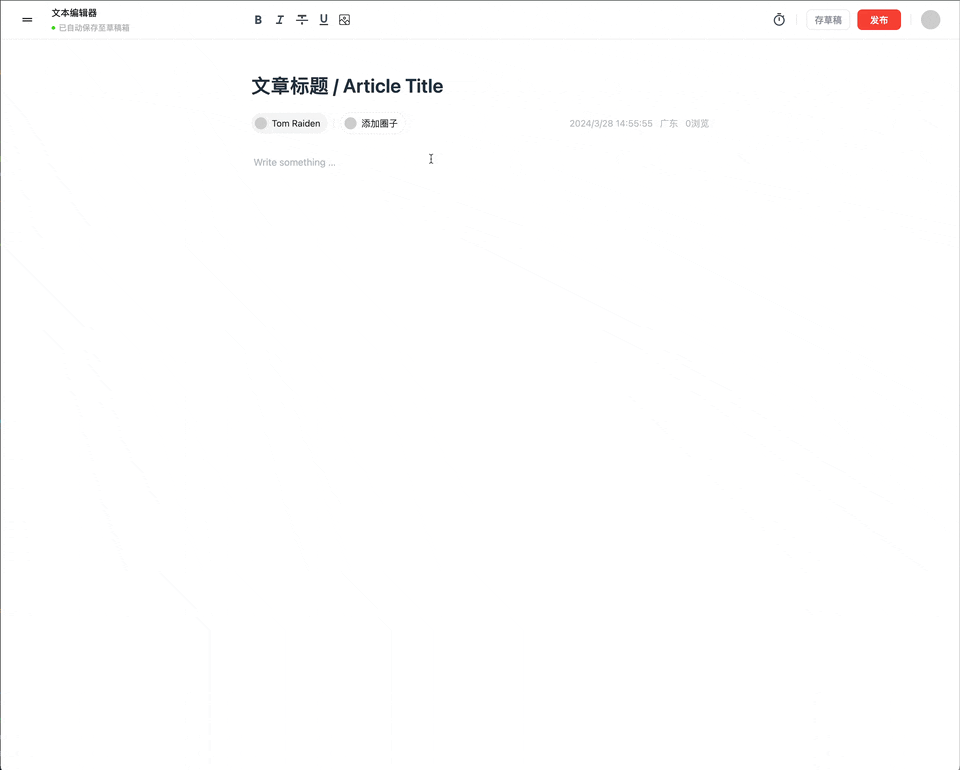 文本编辑器
已自动保存至草稿箱
B I T U
存草稿
发布
文章标题 / Article Title
Tom Raiden
添加圈子
2024/3/28 14:55:55 广东 0浏览
Write something ...